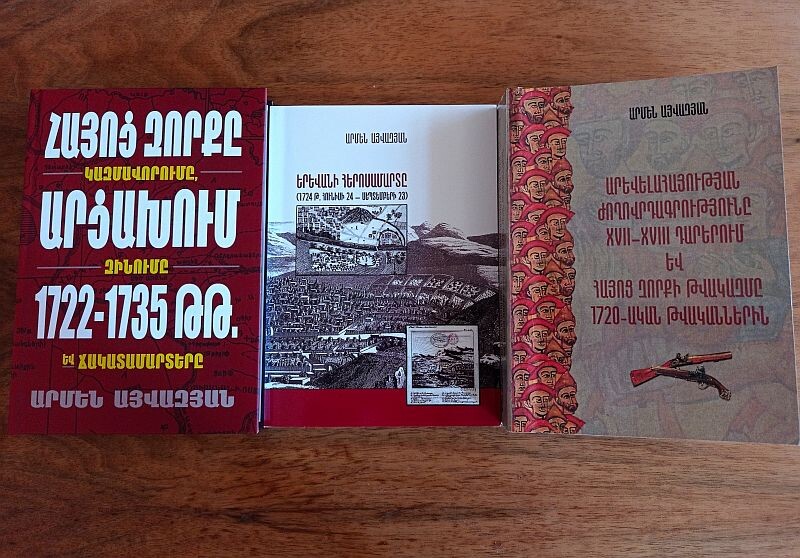 ՀԱՅՈՑ ԶՈՐՔԸ
ԿԱԶՄԱՎՈՐՈՒՄԸ,
ԱՐՑԱԽՈՒՄ
ԶԻՆՈՒՄԸ
1722-1735 ԹԹ.
ԵՎ ՃԱԿԱՏԱՄԱՐՏԵՐԸ
ԱՐՄԵՆ ԱՅՎԱԶՅԱՆ
ԱՐՄԵՆ ԱՅՎԱԶՅԱՆ
ԵՐԵՎԱՆԻ ՀԵՐՈՍԱՄԱՐՏԸ
(1724 Թ. ՀՈՒՆԻՍԻ 24 – ՍԵՊՏԵՄԲԵՐԻ 23)
ԱՐՄԵՆ ԱՅՎԱԶՅԱՆ
ԱՐԵՎԵԼԱՀԱՅՈՒԹՅԱՆ
ԺՈՂՈՎՐԴԱԳՐՈՒԹՅՈՒՆԸ
XVII–XVIII ԴԱՐԵՐՈՒՄ
ԵՎ
ՀԱՅՈՑ ԶՈՐՔԻ ԹՎԱԿԱԶՄԸ
1720-ԱԿԱՆ ԹՎԱԿԱՆՆԵՐԻՆ